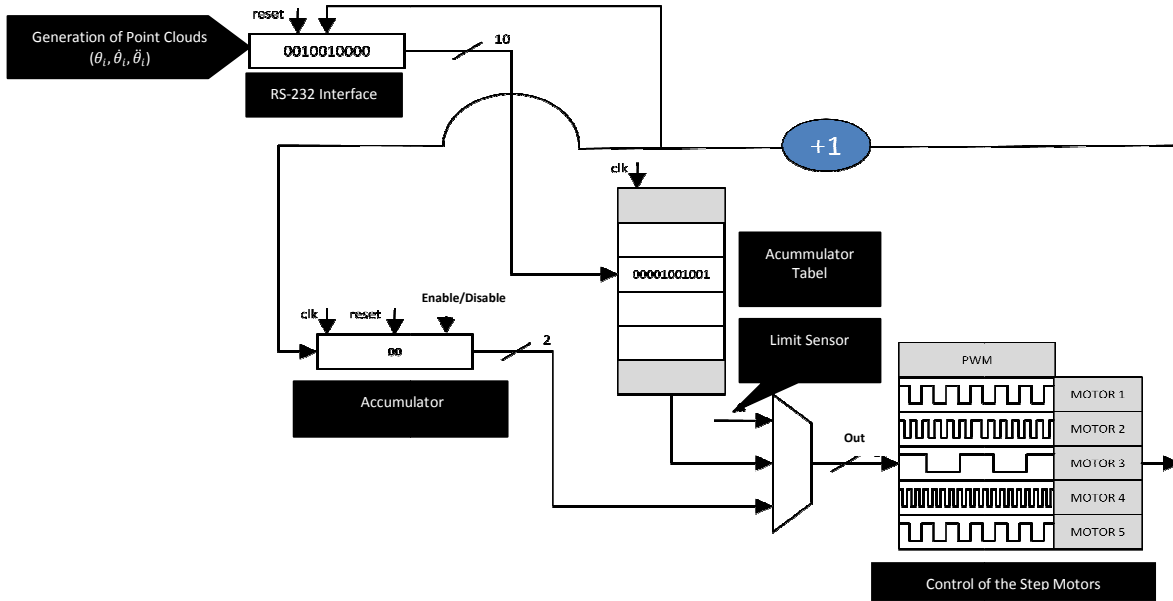 reset
Generation of Point Clouds
(θᵢ, θ̇ᵢ, θ̈ᵢ)
0010010000
10
RS-232 Interface
+1
clk
00001001001
Acummulator
Tabel
Enable/Disable
clk
reset
00
2
Accumulator
Limit Sensor
Out
PWM
MOTOR 1
MOTOR 2
MOTOR 3
MOTOR 4
MOTOR 5
Control of the Step Motors